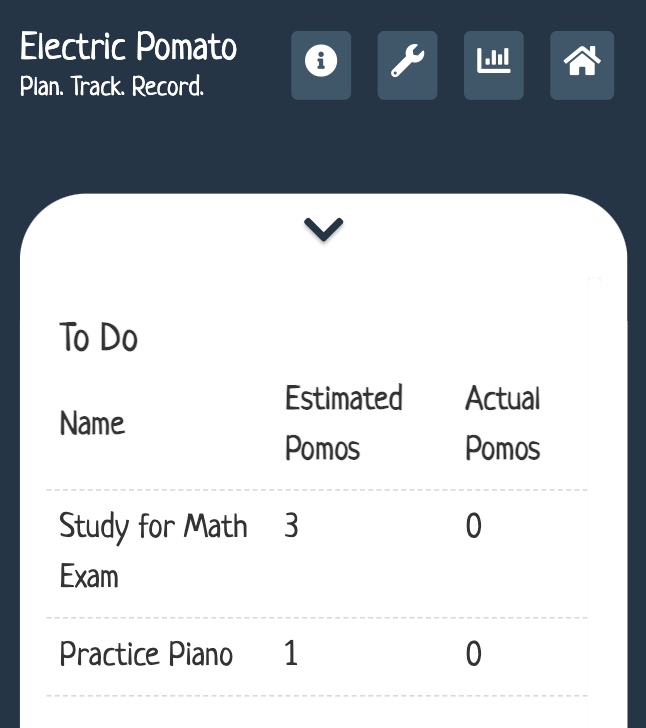 Electric Pomato
Plan. Track. Record.
To Do
Name
Estimated
Pomos
Actual
Pomos
Study for Math
Exam
3
0
Practice Piano
1
0